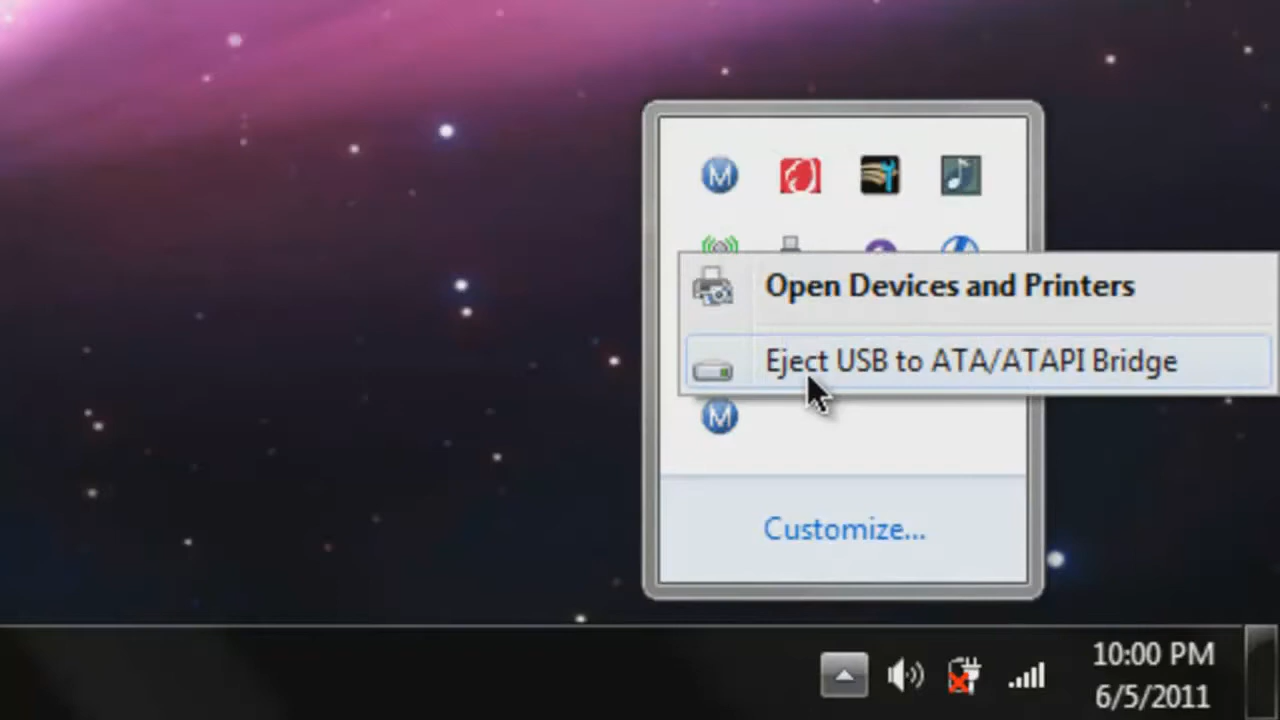 M
Open Devices and Printers
Eject USB to ATA/ATAPI Bridge
M
Customize...
10:00 PM
6/5/2011